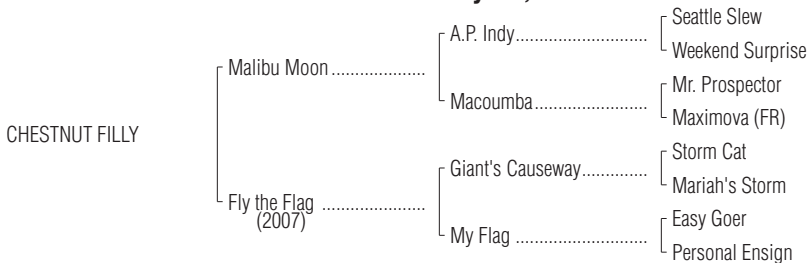 Seattle Slew
A.P. Indy
Weekend Surprise
Malibu Moon
Mr. Prospector
Macoumba
Maximova (FR)
CHESTNUT FILLY
Storm Cat
Giant's Causeway
Mariah's Storm
Fly the Flag
(2007)
Easy Goer
My Flag
Personal Ensign